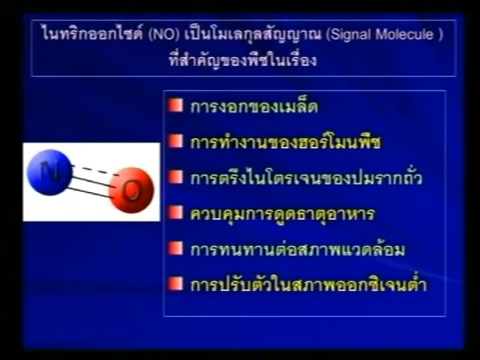 ไนทริกออกไซด์ (NO) เป็นโมเลกุลสัญญาณ (Signal Molecule )
ที่สำคัญของพืชในเรื่อง
การงอกของเมล็ด
การทำงานของฮอร์โมนพืช
การตรึงไนโตรเจนของปมรากถั่ว
ควบคุมการดูดธาตุอาหาร
การทนทานต่อสภาพแวดล้อม
การปรับตัวในสภาพออกซิเจนต่ำ
N
O